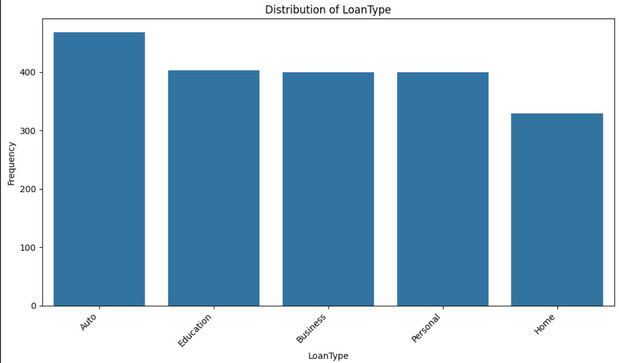 Distribution of LoanType
400
300
200
100
0
Frequency
Auto
Education
Business
Personal
Home
LoanType